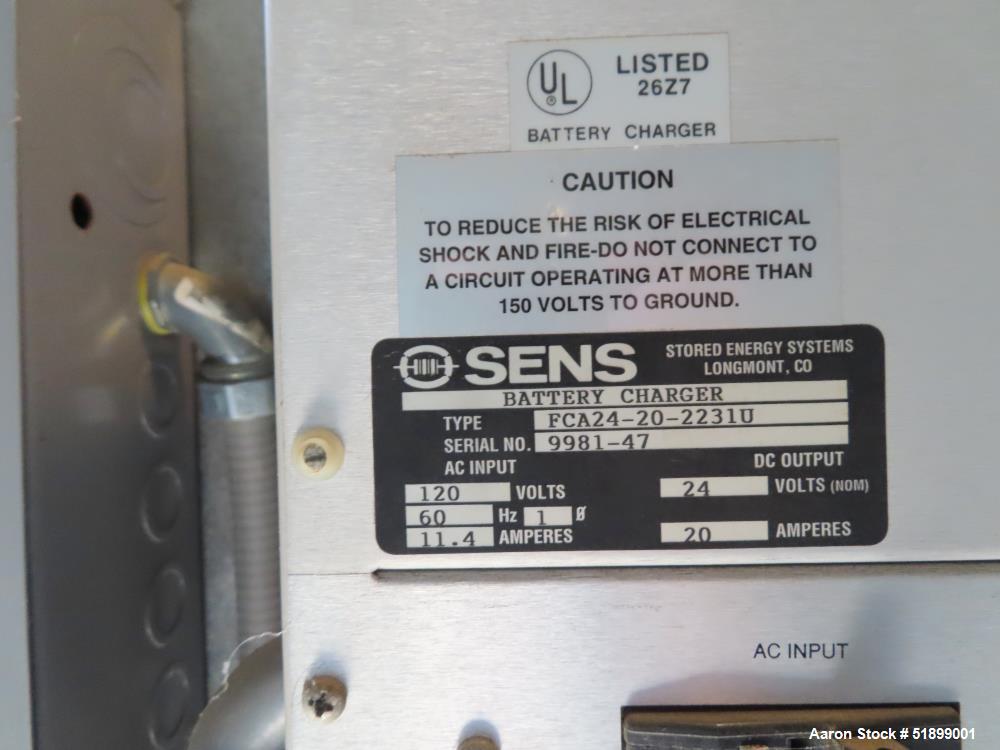 UL
®
LISTED
26Z7
BATTERY CHARGER
CAUTION
TO REDUCE THE RISK OF ELECTRICAL
SHOCK AND FIRE-DO NOT CONNECT TO
A CIRCUIT OPERATING AT MORE THAN
150 VOLTS TO GROUND.
SENS
STORED ENERGY SYSTEMS
LONGMONT, CO
BATTERY CHARGER
TYPE FCA24-20-2231U
SERIAL NO. 9981-47
AC INPUT
120 VOLTS
60 Hz 1 Ø
11.4 AMPERES
DC OUTPUT
24 VOLTS (NOM)
20 AMPERES
AC INPUT
Aaron Stock # 51899001